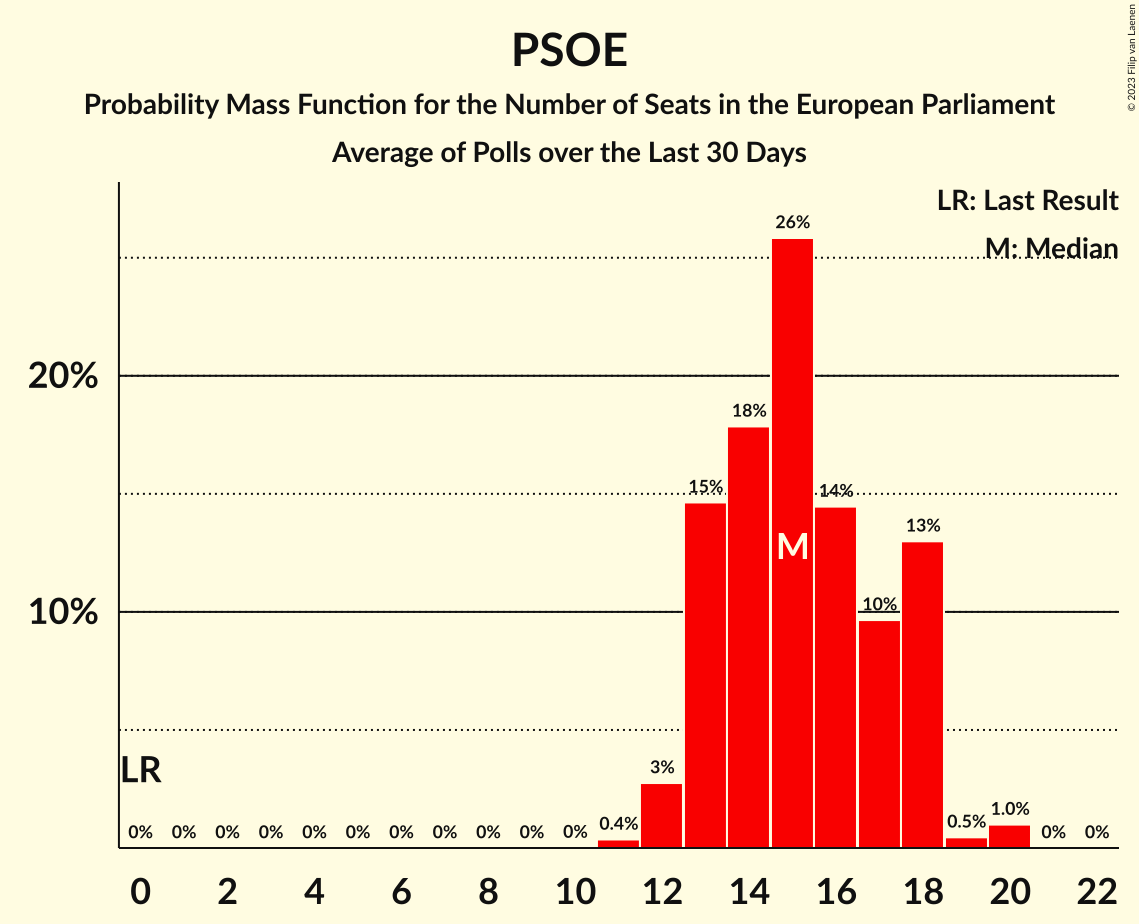 PSOE
Probability Mass Function for the Number of Seats in the European Parliament
Average of Polls over the Last 30 Days
© 2023 Filip van Laenen
LR: Last Result
M: Median
26%
20%
18%
15%
14%
13%
M
10%
10%
LR
3%
0% 0% 0% 0% 0% 0% 0% 0% 0% 0% 0% 0.4% 0.5% 1.0% 0% 0%
0 2 4 6 8 10 12 14 16 18 20 22